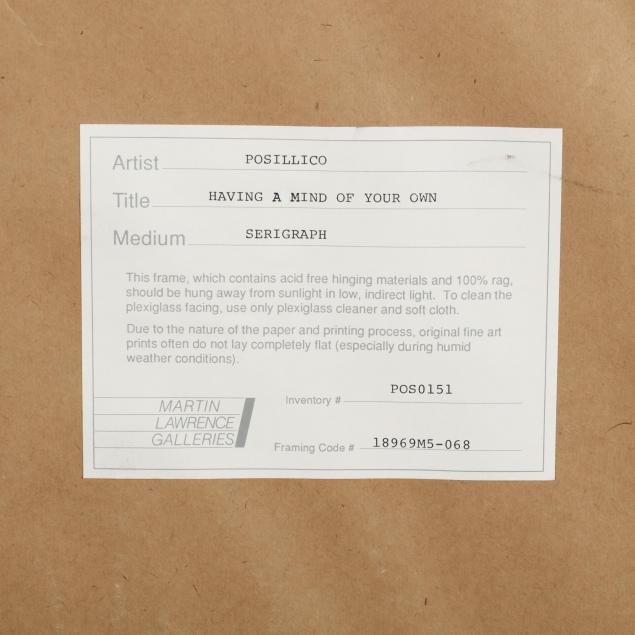 Artist POSILLICO
Title HAVING A MIND OF YOUR OWN
Medium SERIGRAPH
This frame, which contains acid free hinging materials and 100% rag,
should be hung away from sunlight in low, indirect light. To clean the
plexiglass facing, use only plexiglass cleaner and soft cloth.
Due to the nature of the paper and printing process, original fine art
prints often do not lay completely flat (especially during humid
weather conditions).
MARTIN
LAWRENCE
GALLERIES
Inventory # POS0151
Framing Code # 18969M5-068